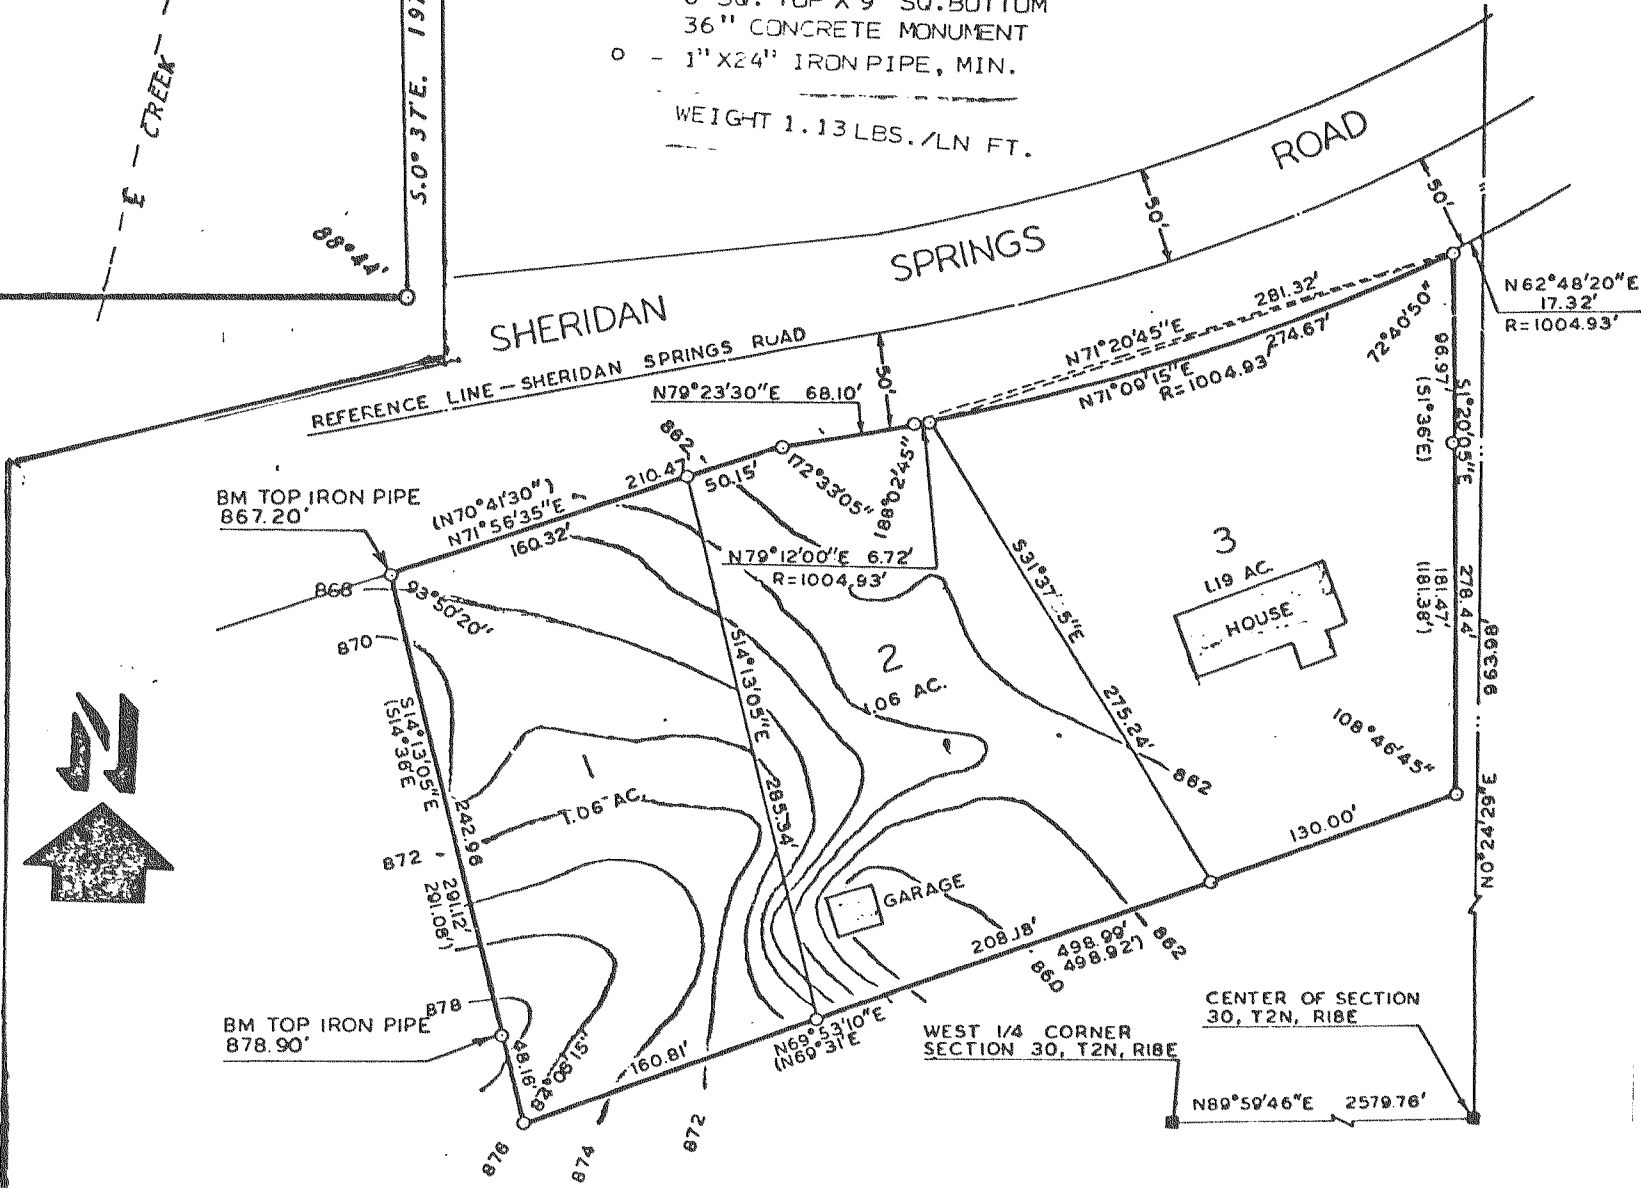 36" CONCRETE MONUMENT
O - 1"X24" IRON PIPE, MIN.
WEIGHT 1.13 LBS./LN FT.
E - CREEK
S.0° 37'E. 197
88°44'
SHERIDAN SPRINGS ROAD
REFERENCE LINE - SHERIDAN SPRINGS ROAD
50'
50'
50'
N62°48'20"E
17.32'
R=1004.93'
281.32'
N71°20'45"E
274.67'
N71°09'15"E
R=1004.93'
72°40'50"
96.97'
(S1°36'E)
S1°20'05"E
N79°23'30"E 68.10'
862
210.47'
50.15'
172°33'05"
188°02'45"
(N70°41'30")
N71°56'35"E
160.32'
BM TOP IRON PIPE
867.20'
N79°12'00"E 6.72'
R=1004.93'
868
93°50'20"
870
S14°13'05"E
(S14°36'E
242.96
S14°13'05"E
285.34'
2
1.06 AC.
1
1.06 AC.
3
1.19 AC.
HOUSE
275.24'
278.44'
181.47'
(181.38')
963.98'
N0°24'29"E
108°46'45"
862
130.00'
872
291.12'
291.08')
GARAGE
208.18'
498.99'
498.92')
862
860
878
BM TOP IRON PIPE
878.90'
48.16'
82°08'15"
160.81'
N69°53'10"E
(N69°31'E
WEST 1/4 CORNER
SECTION 30, T2N, R18E
CENTER OF SECTION
30, T2N, R18E
N89°59'46"E 2579.76'
876
874
872
N